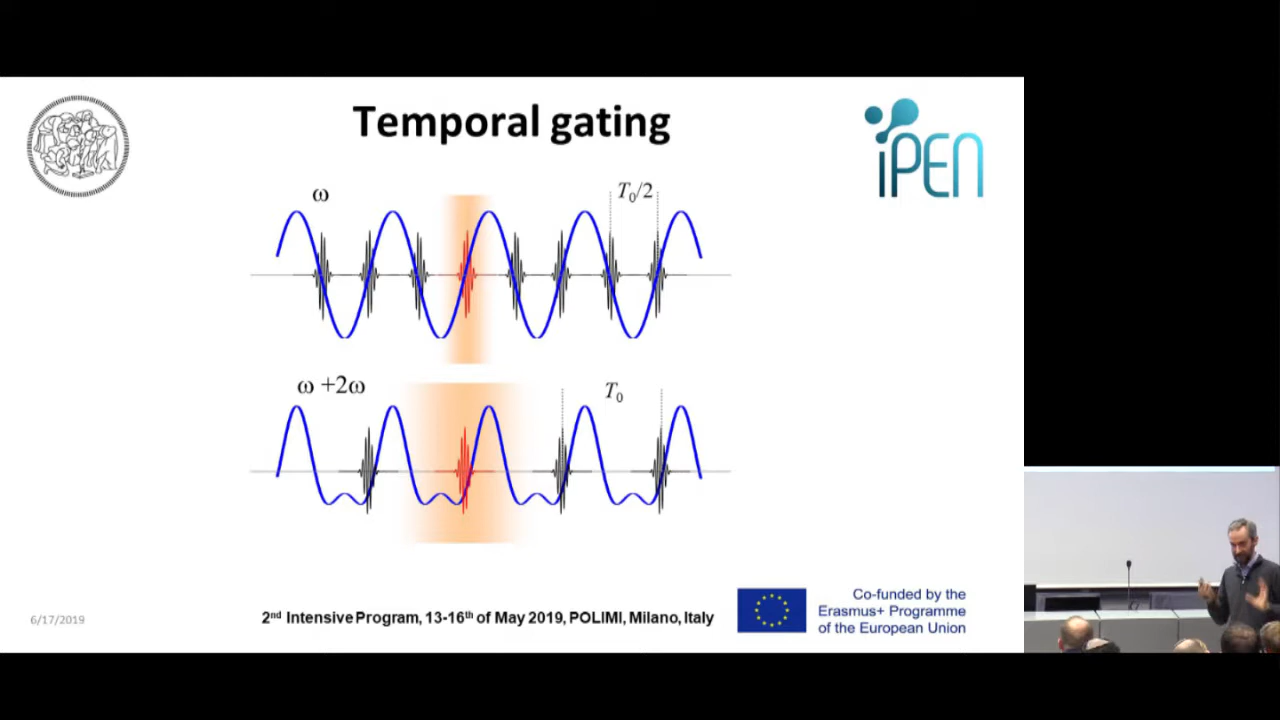 Temporal gating
iPEN
ω
T₀/2
ω +2ω
T₀
6/17/2019
2nd Intensive Program, 13-16th of May 2019, POLIMI, Milano, Italy
Co-funded by the
Erasmus+ Programme
of the European Union